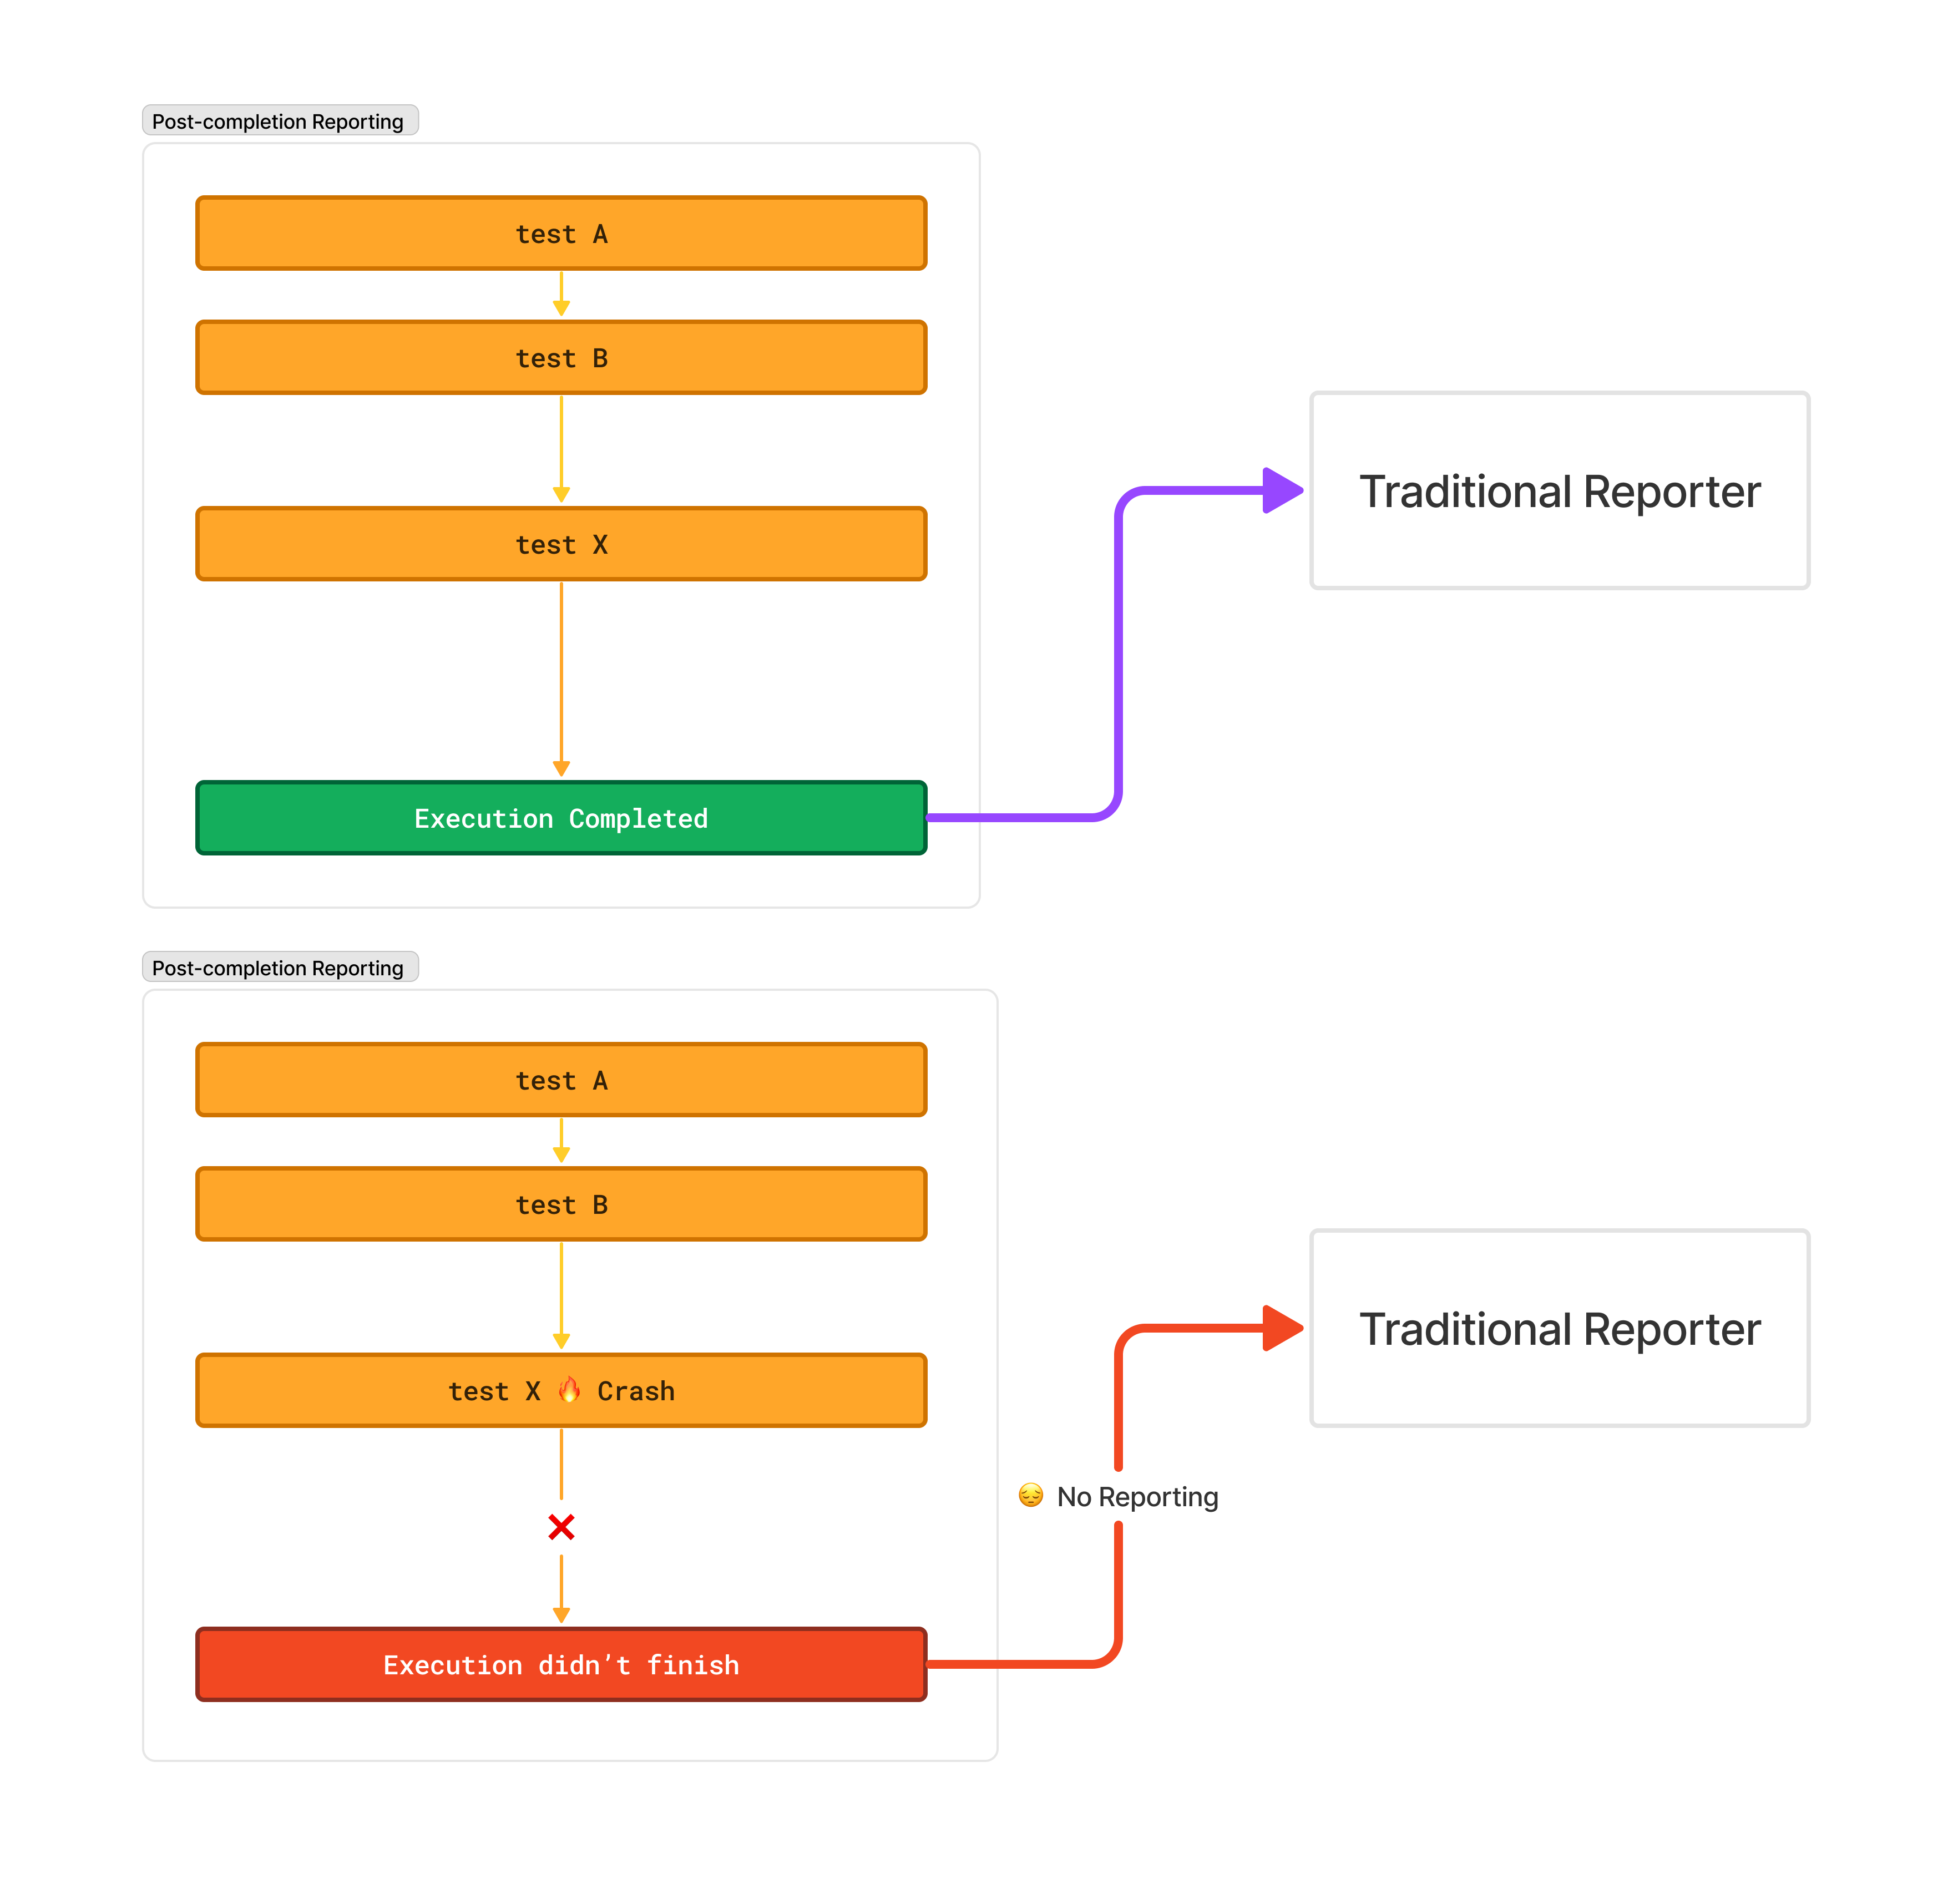 Post-completion Reporting
test A
test B
test X
Execution Completed
Traditional Reporter
Post-completion Reporting
test A
test B
test X 🔥 Crash
Execution didn’t finish
😔 No Reporting
Traditional Reporter